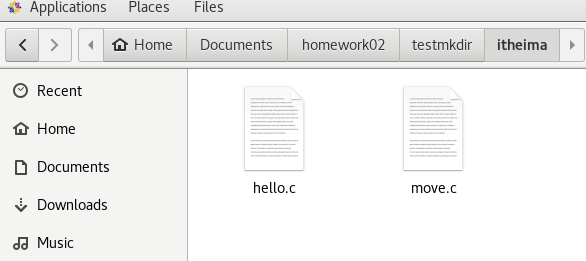 Applications Places Files
Home Documents homework02 testmkdir itheima
Recent
Home
Documents
Downloads
Music
hello.c move.c